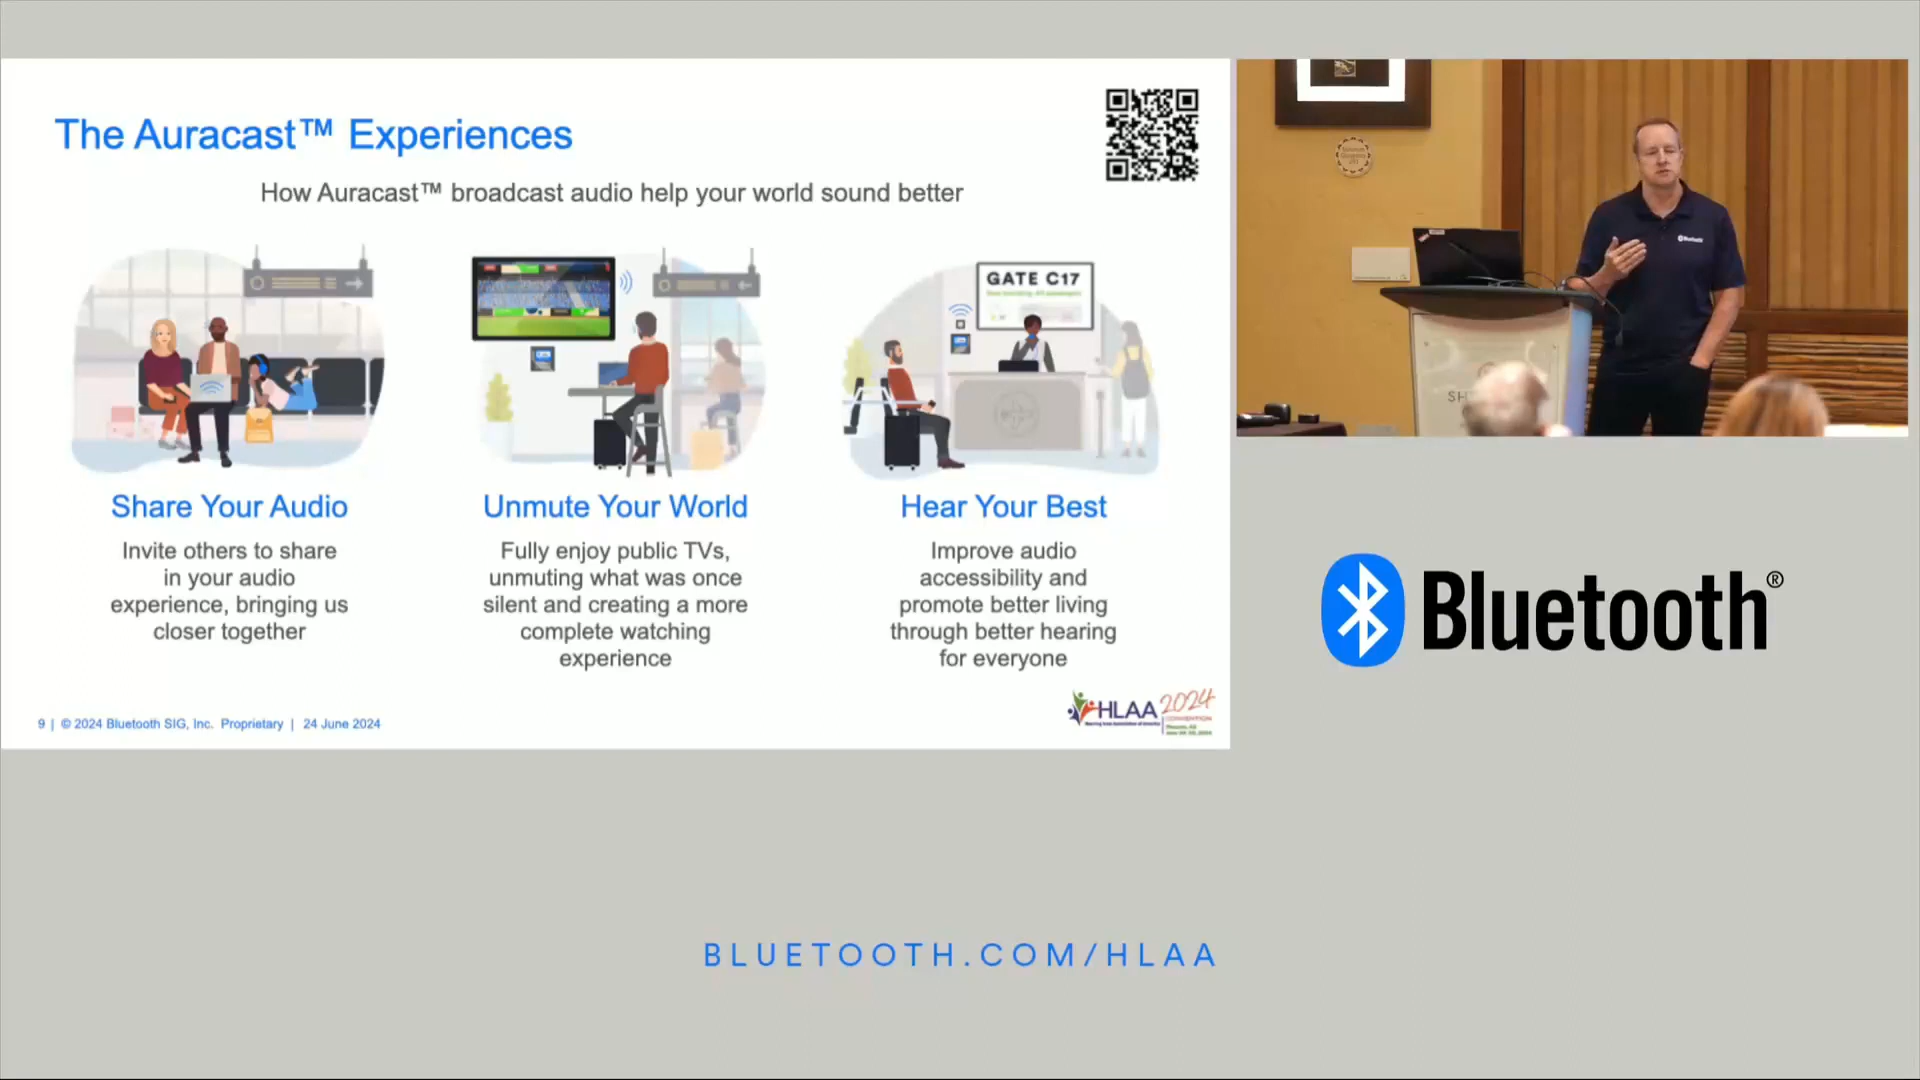 The Auracast™ Experiences
How Auracast™ broadcast audio help your world sound better
GATE C17
Share Your Audio
Invite others to share
in your audio
experience, bringing us
closer together
Unmute Your World
Fully enjoy public TVs,
unmuting what was once
silent and creating a more
complete watching
experience
Hear Your Best
Improve audio
accessibility and
promote better living
through better hearing
for everyone
9 | © 2024 Bluetooth SIG, Inc. Proprietary | 24 June 2024
HLAA 2024
CONVENTION
Bluetooth
SH
Bluetooth®
BLUETOOTH.COM/HLAA